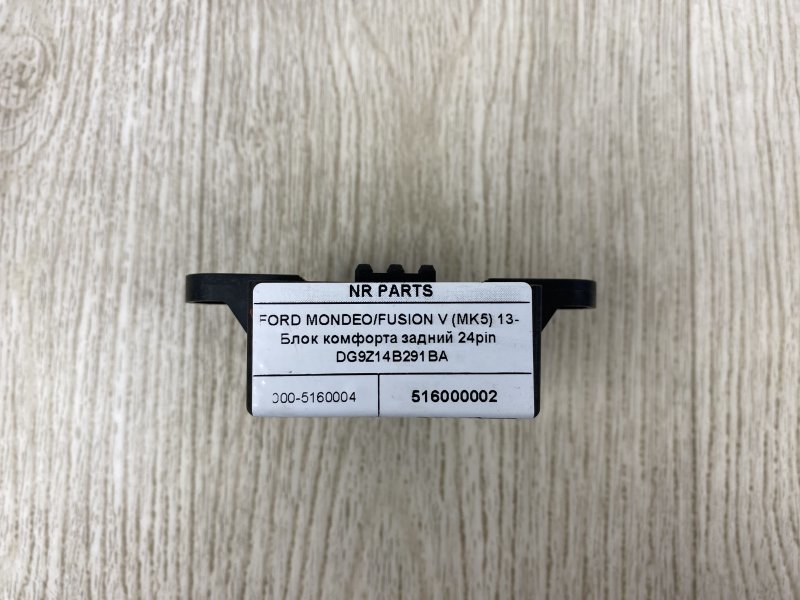 NR PARTS
FORD MONDEO/FUSION V (MK5) 13-
Блок комфорта задний 24pin
DG9Z14B291BA
000-5160004 516000002